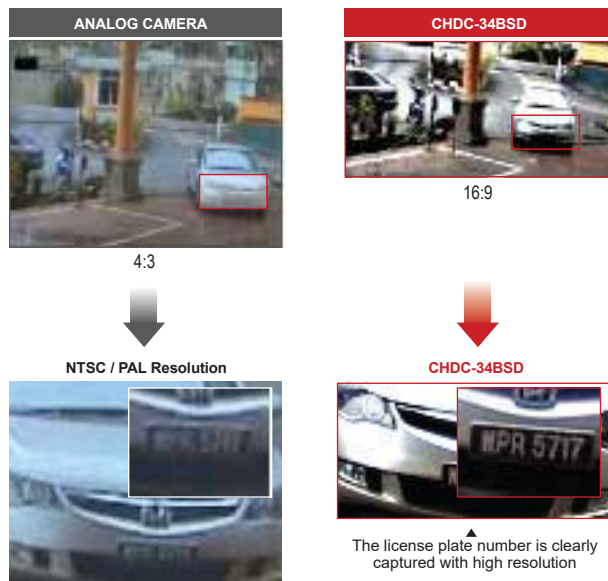 ANALOG CAMERA
CHDC-34BSD
4:3
16:9
NTSC / PAL Resolution
CHDC-34BSD
5717
The license plate number is clearly
captured with high resolution